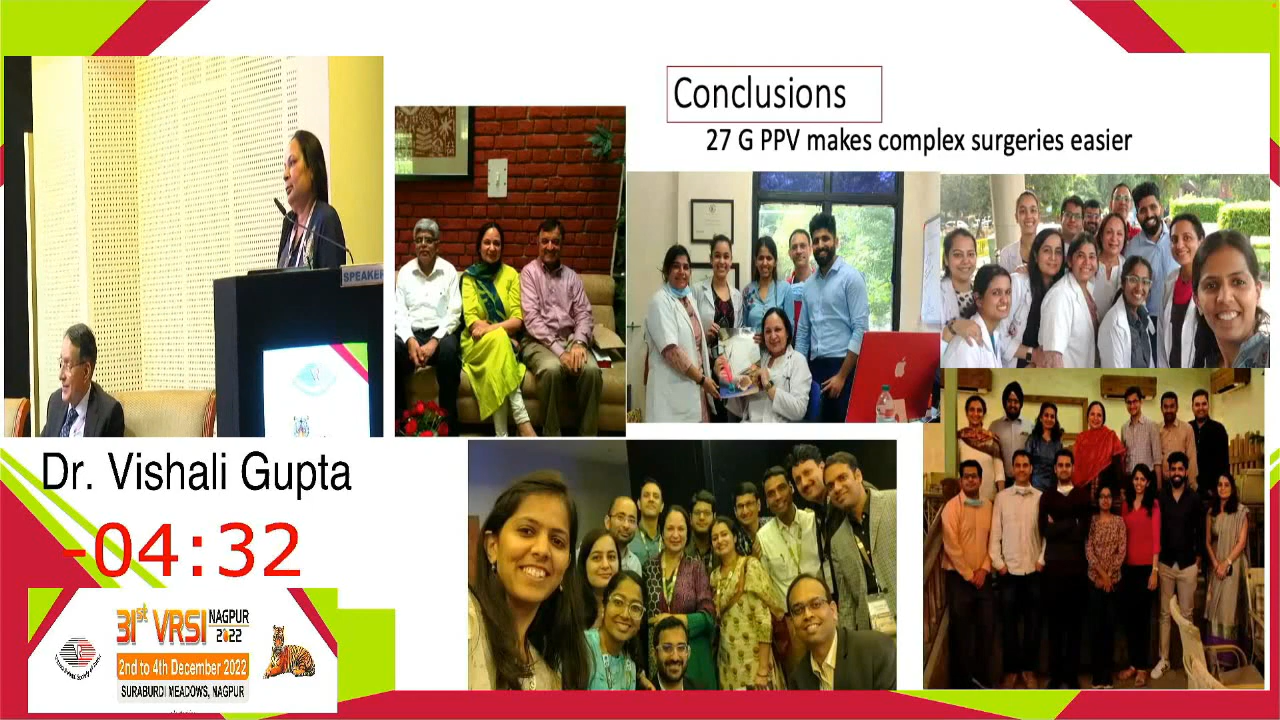 Conclusions
27 G PPV makes complex surgeries easier
SPEAKER
Dr. Vishali Gupta
-04:32
31st VRSI NAGPUR 2022
2nd to 4th December 2022
SURABURDI MEADOWS, NAGPUR